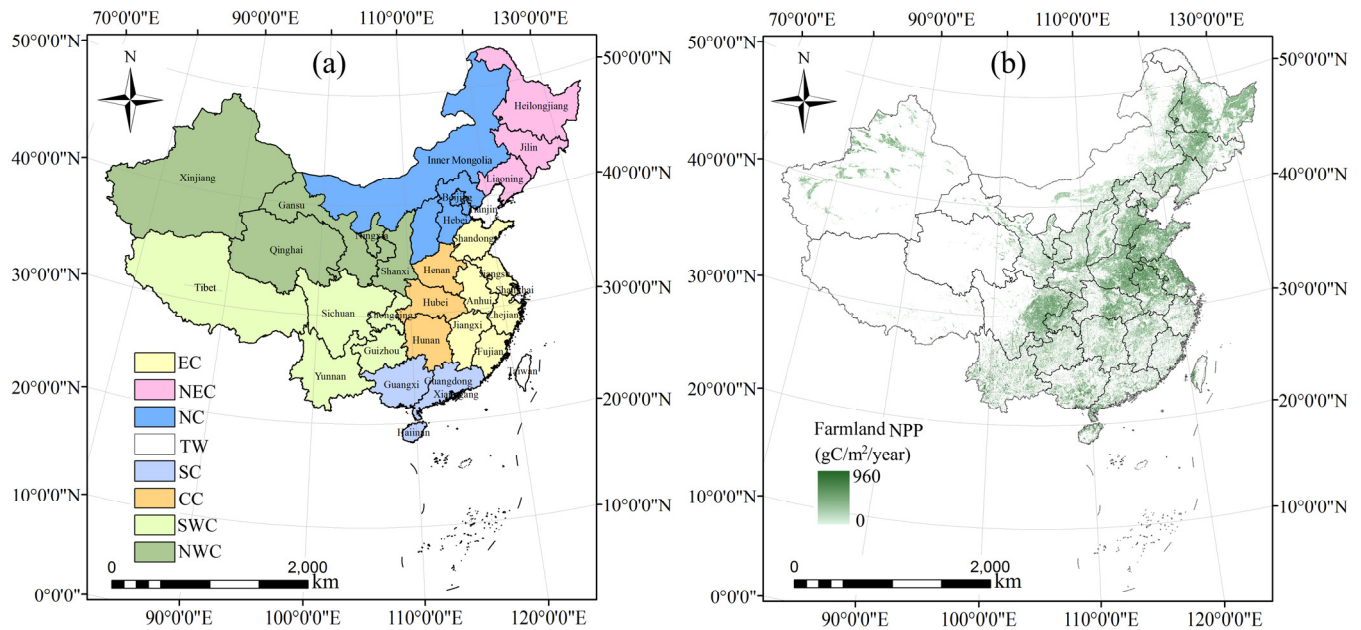 70°0'0"E 90°0'0"E 110°0'0"E 130°0'0"E
50°0'0"N
40°0'0"N
30°0'0"N
20°0'0"N
10°0'0"N
0°0'0"
50°0'0"N
40°0'0"N
30°0'0"N
20°0'0"N
10°0'0"N
N
(a)
Heilongjiang
Jilin
Liaoning
Inner Mongolia
Xinjiang
Gansu
Beijing
Tianjin
Hebei
Ningxia
Shandong
Qinghai
Shanxi
Henan
Jiangsu
Shanghai
Tibet
Hubei
Anhui
Sichuan
Chongqing
Zhejiang
Jiangxi
Hunan
Guizhou
Fujian
Yunnan
Taiwan
Guangxi
Guangdong
Xianggang
Hainan
EC
NEC
NC
TW
SC
CC
SWC
NWC
0 2,000
km
90°0'0"E 100°0'0"E 110°0'0"E 120°0'0"E
70°0'0"E 90°0'0"E 110°0'0"E 130°0'0"E
50°0'0"N
40°0'0"N
30°0'0"N
20°0'0"N
10°0'0"N
0°0'0"
50°0'0"N
40°0'0"N
30°0'0"N
20°0'0"N
10°0'0"N
N
(b)
Farmland NPP
(gC/m²/year)
960
0
0 2,000
km
90°0'0"E 100°0'0"E 110°0'0"E 120°0'0"E